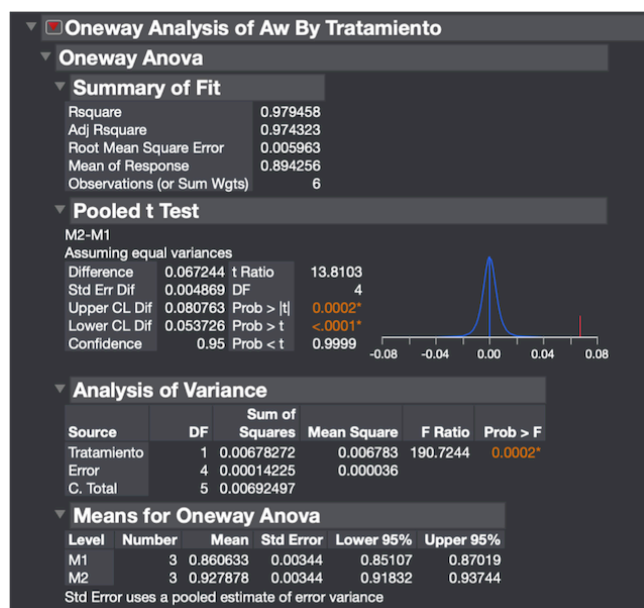 Oneway Analysis of Aw By Tratamiento
Oneway Anova
Summary of Fit
Rsquare 0.979458
Adj Rsquare 0.974323
Root Mean Square Error 0.005963
Mean of Response 0.894256
Observations (or Sum Wgts) 6
Pooled t Test
M2-M1
Assuming equal variances
Difference 0.067244 t Ratio 13.8103
Std Err Dif 0.004869 DF 4
Upper CL Dif 0.080763 Prob > |t| 0.0002*
Lower CL Dif 0.053726 Prob > t <.0001*
Confidence 0.95 Prob < t 0.9999
-0.08 -0.04 0.00 0.04 0.08
Analysis of Variance
Sum of
Source DF Squares Mean Square F Ratio Prob > F
Tratamiento 1 0.00678272 0.006783 190.7244 0.0002*
Error 4 0.00014225 0.000036
C. Total 5 0.00692497
Means for Oneway Anova
Level Number Mean Std Error Lower 95% Upper 95%
M1 3 0.860633 0.00344 0.85107 0.87019
M2 3 0.927878 0.00344 0.91832 0.93744
Std Error uses a pooled estimate of error variance